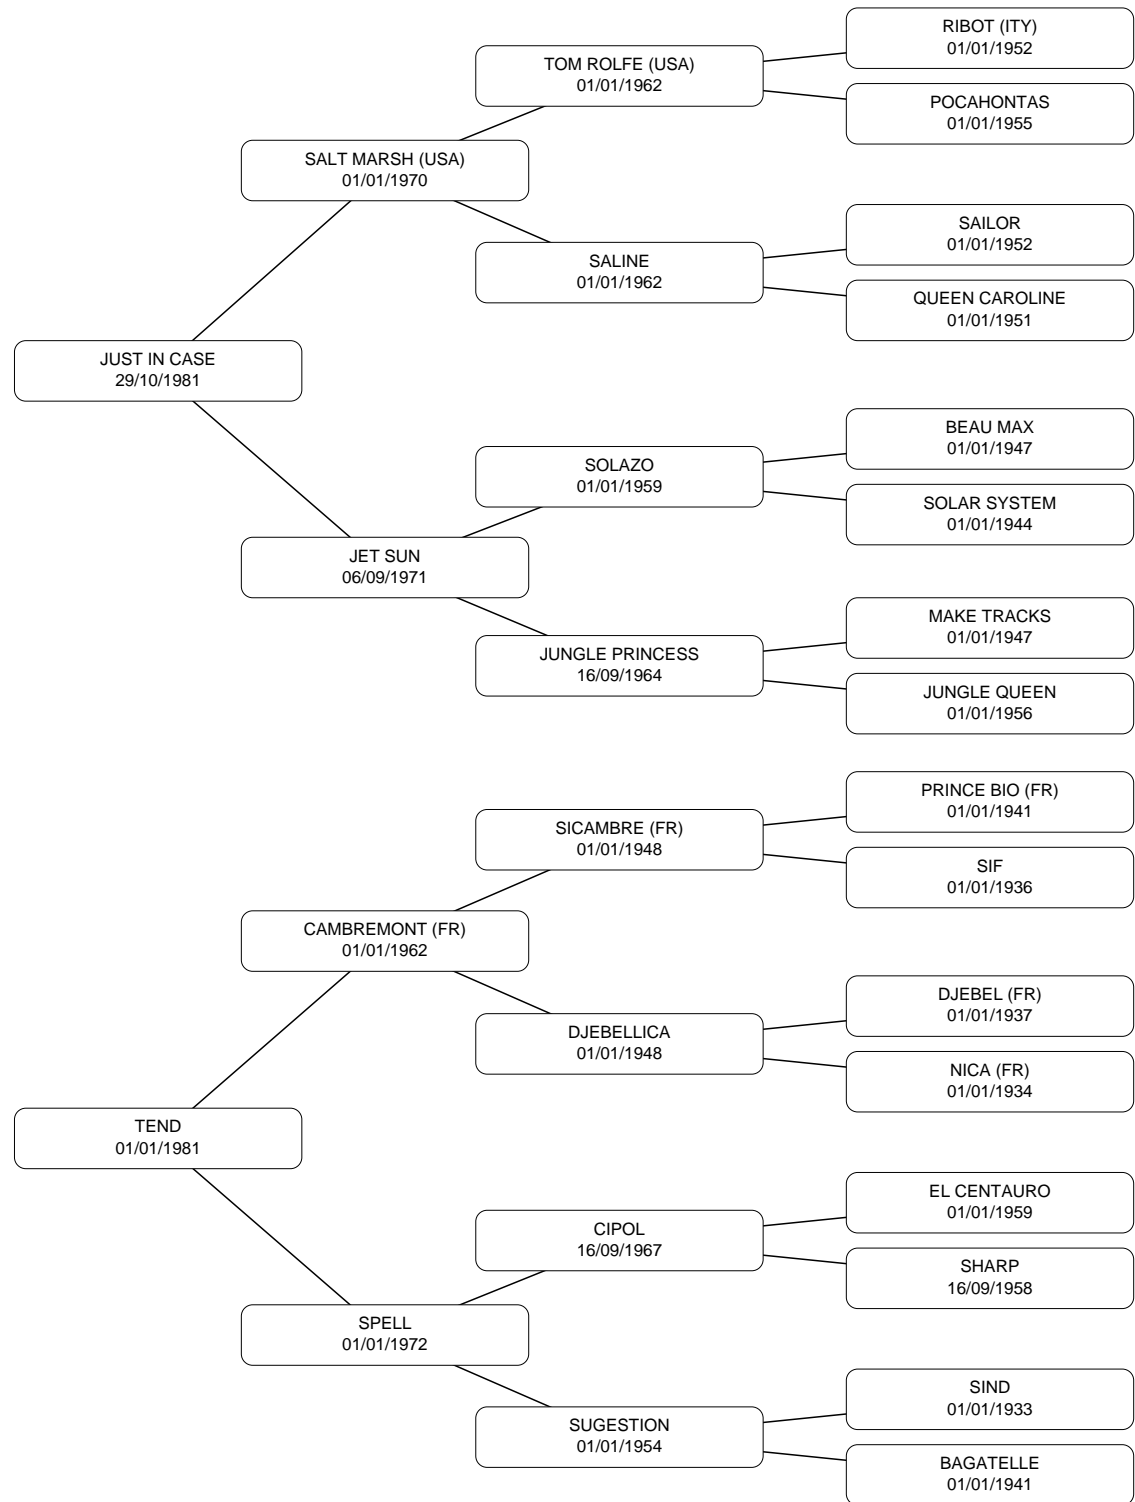 RIBOT (ITY)
01/01/1952
TOM ROLFE (USA)
01/01/1962
POCAHONTAS
01/01/1955
SALT MARSH (USA)
01/01/1970
SAILOR
01/01/1952
SALINE
01/01/1962
QUEEN CAROLINE
01/01/1951
JUST IN CASE
29/10/1981
BEAU MAX
01/01/1947
SOLAZO
01/01/1959
SOLAR SYSTEM
01/01/1944
JET SUN
06/09/1971
MAKE TRACKS
01/01/1947
JUNGLE PRINCESS
16/09/1964
JUNGLE QUEEN
01/01/1956
PRINCE BIO (FR)
01/01/1941
SICAMBRE (FR)
01/01/1948
SIF
01/01/1936
CAMBREMONT (FR)
01/01/1962
DJEBEL (FR)
01/01/1937
DJEBELLICA
01/01/1948
NICA (FR)
01/01/1934
TEND
01/01/1981
EL CENTAURO
01/01/1959
CIPOL
16/09/1967
SHARP
16/09/1958
SPELL
01/01/1972
SIND
01/01/1933
SUGESTION
01/01/1954
BAGATELLE
01/01/1941